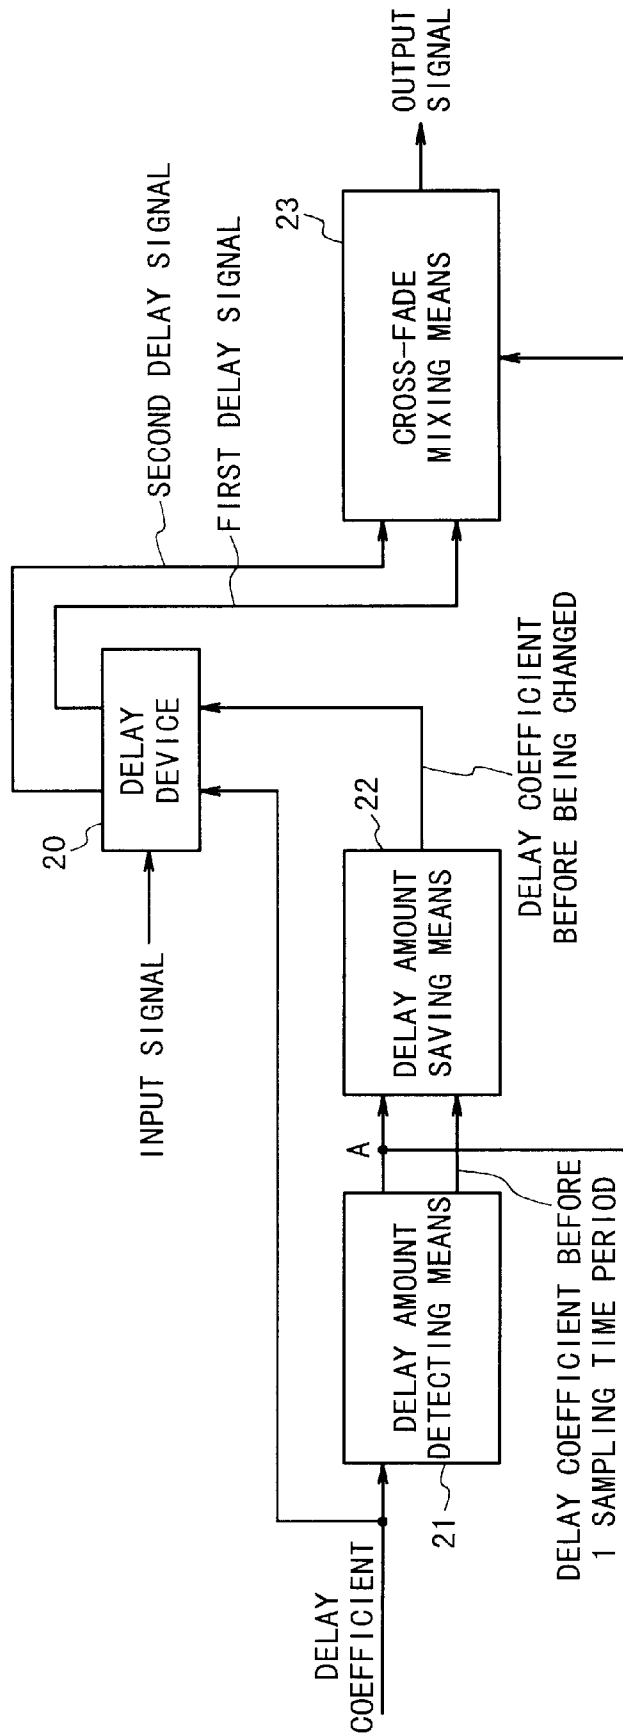 DELAY
COEFFICIENT
21
DELAY AMOUNT
DETECTING MEANS
DELAY COEFFICIENT BEFORE
1 SAMPLING TIME PERIOD
A
22
DELAY AMOUNT
SAVING MEANS
DELAY COEFFICIENT
BEFORE BEING CHANGED
INPUT SIGNAL
20
DELAY
DEVICE
SECOND DELAY SIGNAL
FIRST DELAY SIGNAL
23
CROSS-FADE
MIXING MEANS
OUTPUT
SIGNAL